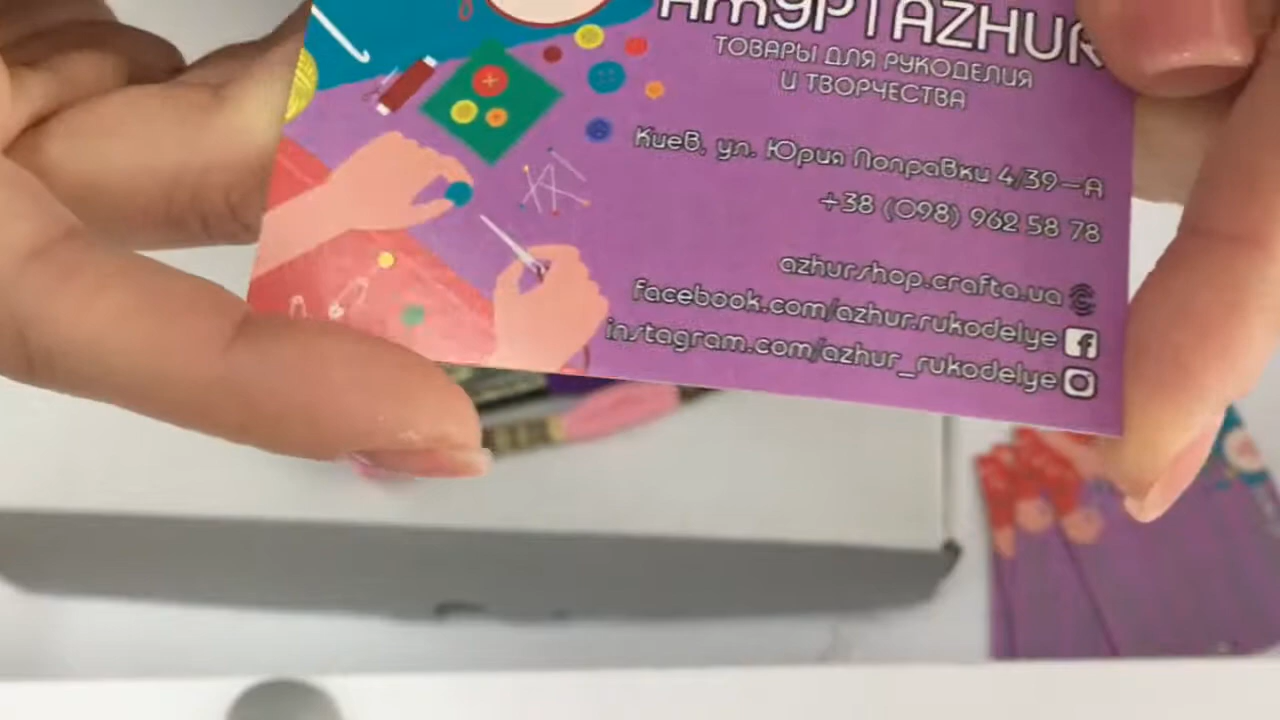 AZHUR
ТОВАРЫ ДЛЯ РУКОДЕЛИЯ
И ТВОРЧЕСТВА
Киев, ул. Юрия Поправки 4/39-А
+38 (098) 962 58 78
azhurshop.crafta.ua
facebook.com/azhur.rukodelye
instagram.com/azhur_rukodelye